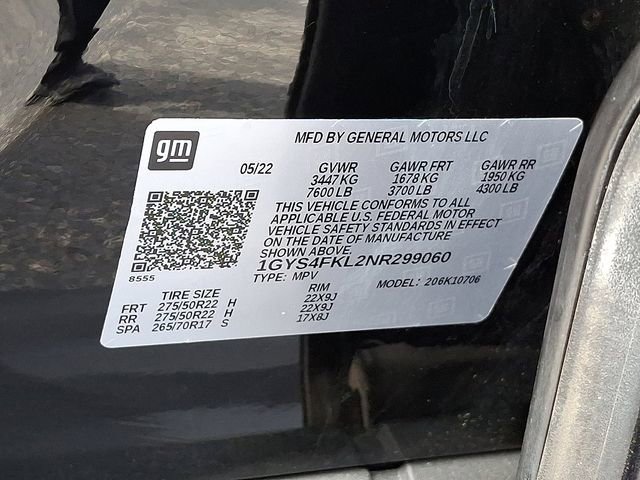 gm
MFD BY GENERAL MOTORS LLC
05/22 GVWR GAWR FRT GAWR RR
3447 KG 1678 KG 1950 KG
7600 LB 3700 LB 4300 LB
THIS VEHICLE CONFORMS TO ALL
APPLICABLE U.S. FEDERAL MOTOR
VEHICLE SAFETY STANDARDS IN EFFECT
ON THE DATE OF MANUFACTURE
SHOWN ABOVE
8555
1GYS4FKL2NR299060
TYPE: MPV MODEL: 206K10706
TIRE SIZE RIM
FRT 275/50R22 H 22X9J
RR 275/50R22 H 22X9J
SPA 265/70R17 S 17X8J